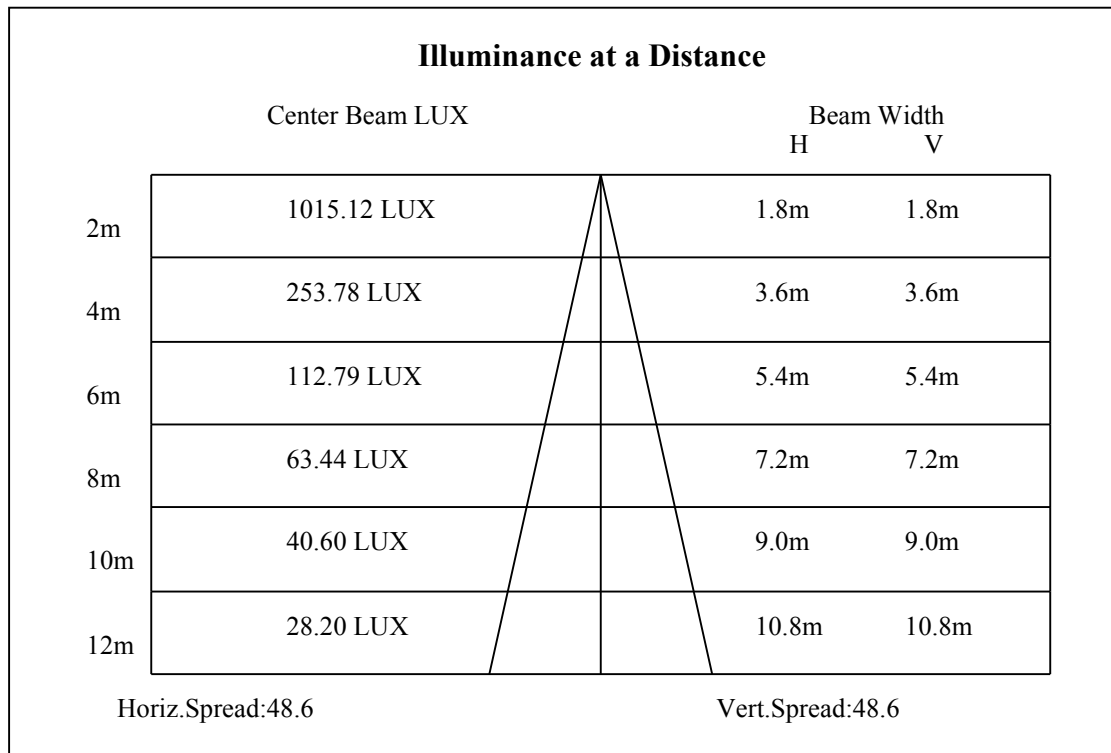 Illuminance at a Distance
Center Beam LUX Beam Width
H V
2m 1015.12 LUX 1.8m 1.8m
4m 253.78 LUX 3.6m 3.6m
6m 112.79 LUX 5.4m 5.4m
8m 63.44 LUX 7.2m 7.2m
10m 40.60 LUX 9.0m 9.0m
12m 28.20 LUX 10.8m 10.8m
Horiz.Spread:48.6 Vert.Spread:48.6